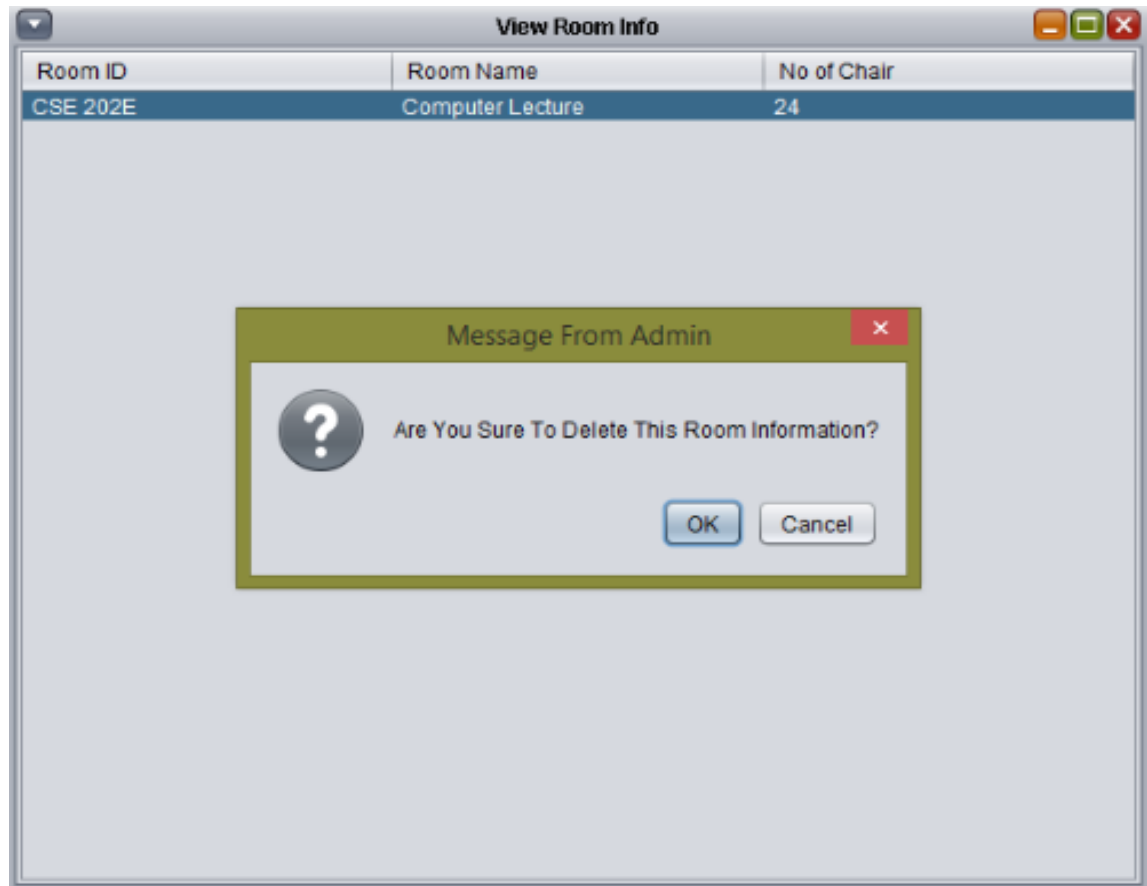 View Room Info
Room ID Room Name No of Chair
CSE 202E Computer Lecture 24
Message From Admin
Are You Sure To Delete This Room Information?
OK Cancel